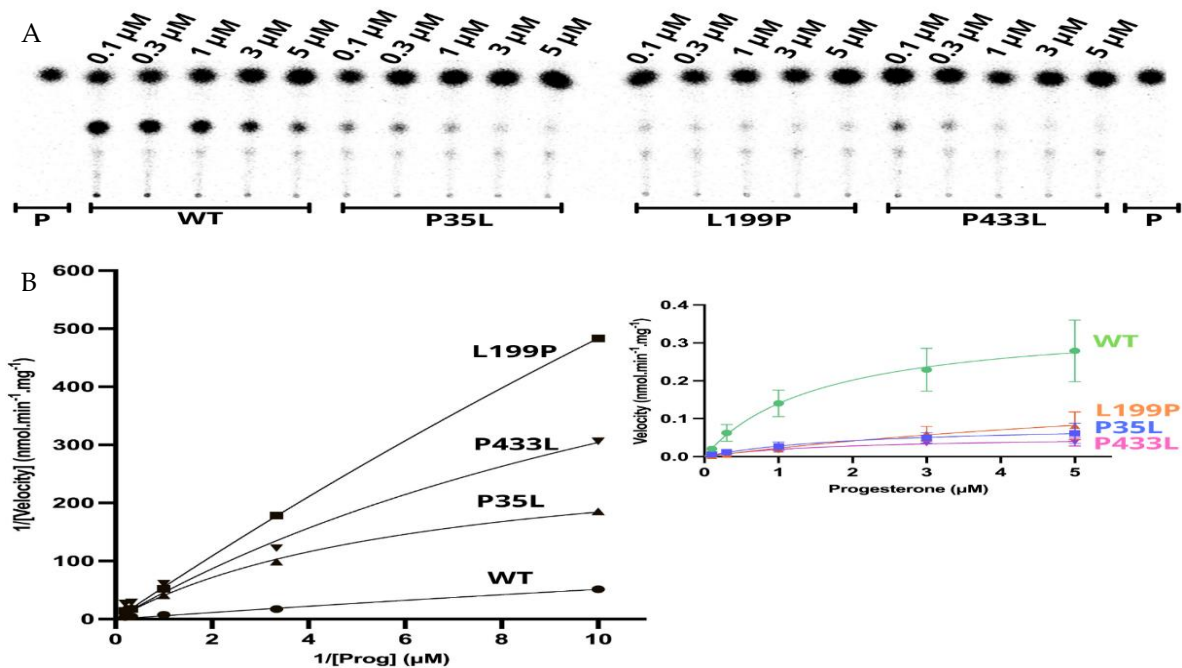 A
0.1 µM 0.3 µM 1 µM 3 µM 5 µM 0.1 µM 0.3 µM 1 µM 3 µM 5 µM 0.1 µM 0.3 µM 1 µM 3 µM 5 µM 0.1 µM 0.3 µM 1 µM 3 µM 5 µM
P WT P35L L199P P433L P
B
1/[Velocity] (nmol.min-1.mg-1)
600
500
400
300
200
100
0
0 2 4 6 8 10
1/[Prog] (µM)
L199P
P433L
P35L
WT
Velocity (nmol.min-1.mg-1)
0.4
0.3
0.2
0.1
0.0
0 1 2 3 4 5
Progesterone (µM)
WT
L199P
P35L
P433L